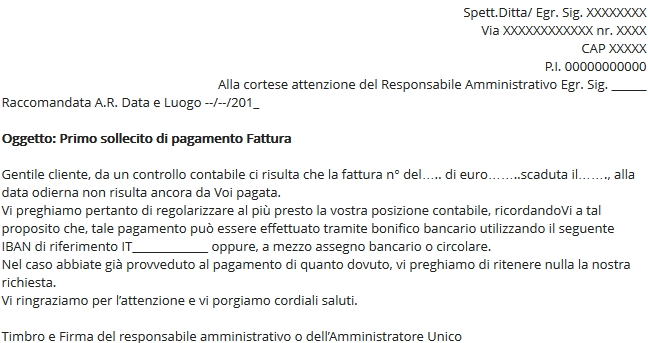 Spett.Ditta/ Egr. Sig. XXXXXXXX
Via XXXXXXXXXXXX nr. XXXX
CAP XXXXX
P.I. 00000000000
Alla cortese attenzione del Responsabile Amministrativo Egr. Sig. ______
Raccomandata A.R. Data e Luogo --/--/201_
Oggetto: Primo sollecito di pagamento Fattura
Gentile cliente, da un controllo contabile ci risulta che la fattura n° del….. di euro……..scaduta il……., alla
data odierna non risulta ancora da Voi pagata.
Vi preghiamo pertanto di regolarizzare al più presto la vostra posizione contabile, ricordandoVi a tal
proposito che, tale pagamento può essere effettuato tramite bonifico bancario utilizzando il seguente
IBAN di riferimento IT_____________ oppure, a mezzo assegno bancario o circolare.
Nel caso abbiate già provveduto al pagamento di quanto dovuto, vi preghiamo di ritenere nulla la nostra
richiesta.
Vi ringraziamo per l’attenzione e vi porgiamo cordiali saluti.
Timbro e Firma del responsabile amministrativo o dell’Amministratore Unico